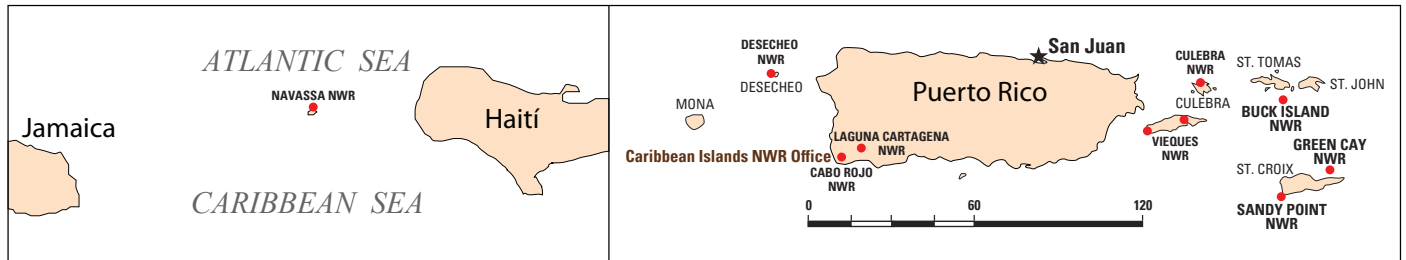 ATLANTIC SEA
NAVASSA NWR
Jamaica
Haití
CARIBBEAN SEA
DESECHEO
NWR
DESECHEO
MONA
San Juan
Puerto Rico
LAGUNA CARTAGENA
NWR
Caribbean Islands NWR Office
CABO ROJO
NWR
CULEBRA
NWR
CULEBRA
VIEQUES
NWR
ST. TOMAS
ST. JOHN
BUCK ISLAND
NWR
GREEN CAY
NWR
ST. CROIX
SANDY POINT
NWR
0 60 120